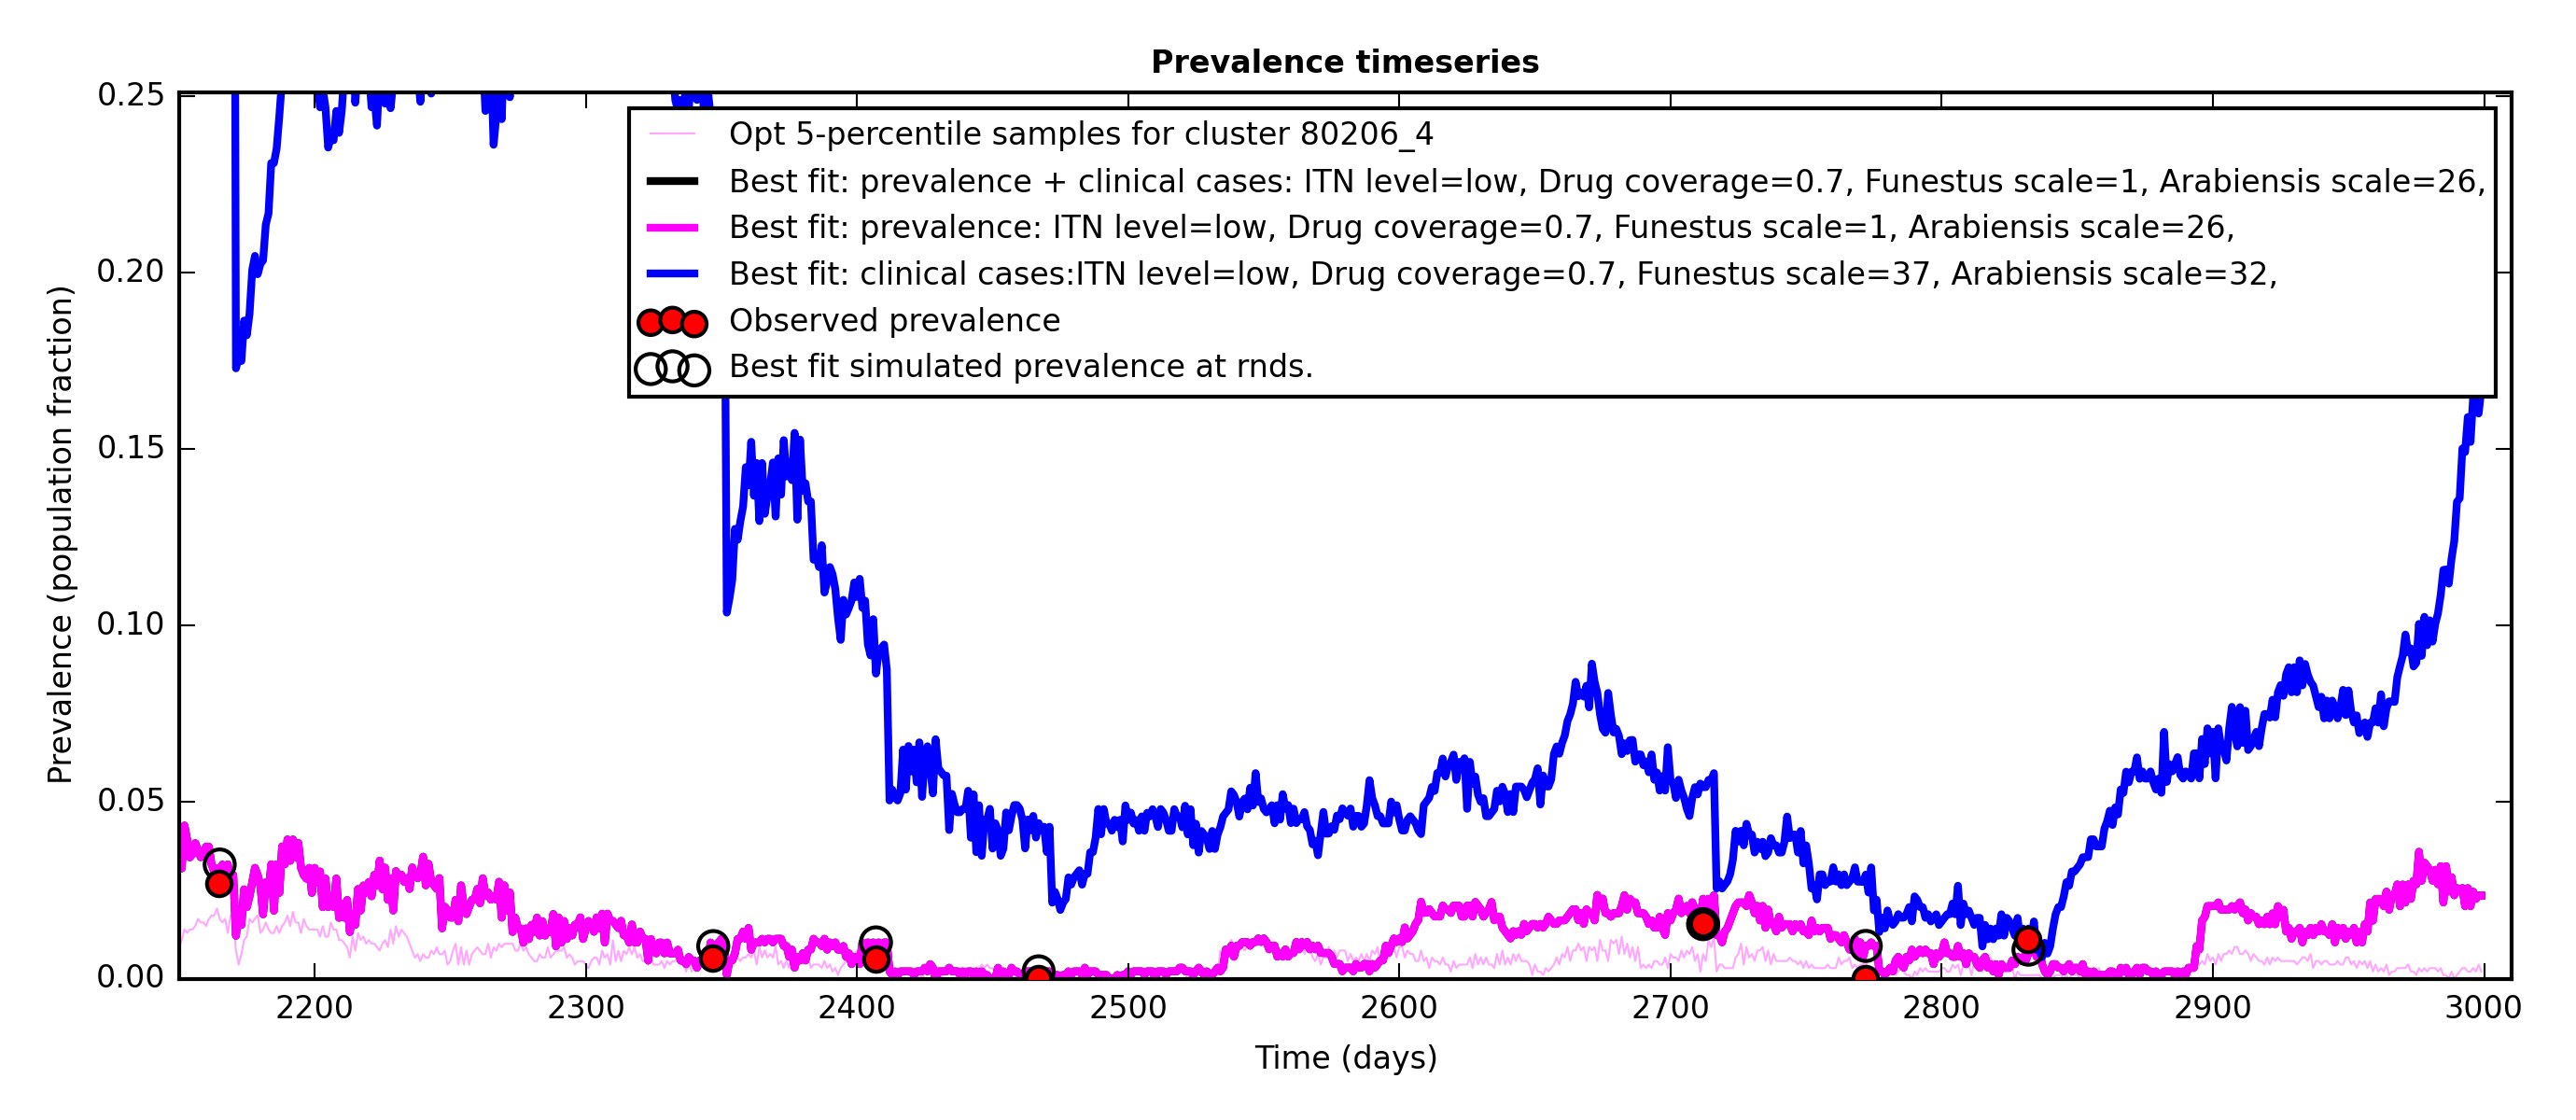 Prevalence timeseries
0.25
0.20
0.15
0.10
0.05
0.00
Prevalence (population fraction)
Opt 5-percentile samples for cluster 80206_4
Best fit: prevalence + clinical cases: ITN level=low, Drug coverage=0.7, Funestus scale=1, Arabiensis scale=26,
Best fit: prevalence: ITN level=low, Drug coverage=0.7, Funestus scale=1, Arabiensis scale=26,
Best fit: clinical cases:ITN level=low, Drug coverage=0.7, Funestus scale=37, Arabiensis scale=32,
Observed prevalence
Best fit simulated prevalence at rnds.
2200 2300 2400 2500 2600 2700 2800 2900 3000
Time (days)